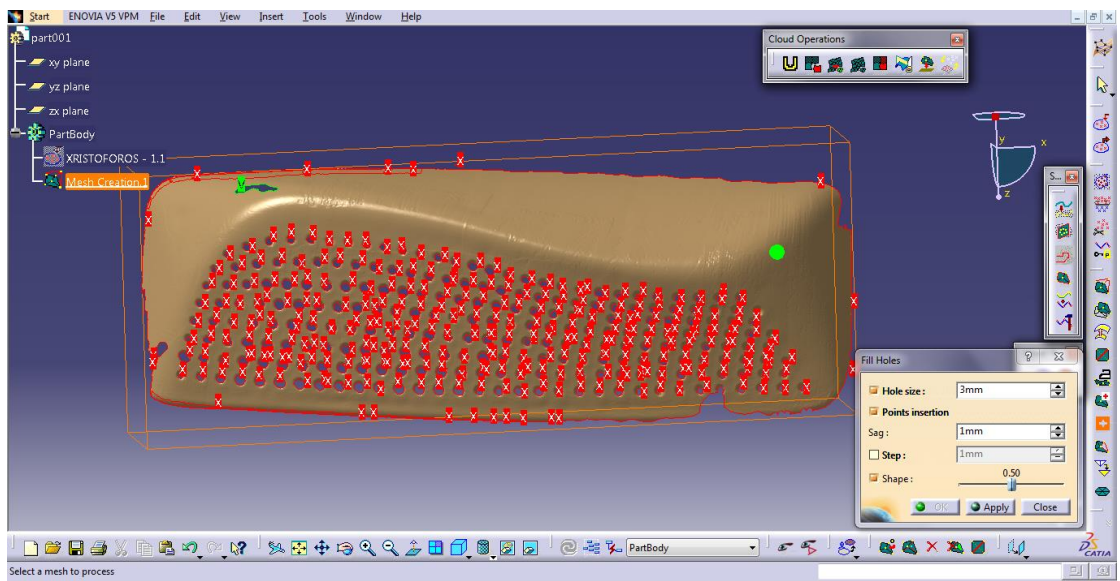 Start ENOVIA V5 VPM File Edit View Insert Tools Window Help
part001
xy plane
yz plane
zx plane
PartBody
XRISTOFOROS - 1.1
Mesh Creation.1
Cloud Operations
y
x
z
S...
V
Fill Holes
Hole size : 3mm
Points insertion
Sag : 1mm
Step : 1mm
Shape : 0.50
OK Apply Close
PartBody
CATIA
Select a mesh to process